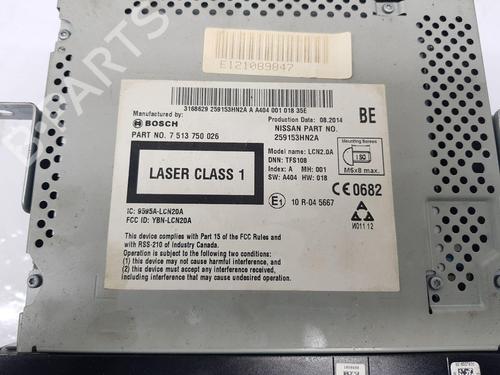 E121089847
3168629 259153HN2A A A404 001 018 35E
Manufactured by:
BOSCH
Production Date: 08.2014
BE
PART NO. 7 513 750 026
NISSAN PART NO.
259153HN2A
Model name: LCN2.0A
DNN: TFS108
Index: A MH: 001
SW: A404 HW: 018
Mounting Screws
M5x8 max.
LASER CLASS 1
CE 0682
E1 10 R-04 5667
IC: 9595A-LCN20A
FCC ID: YBN-LCN20A
И011 12
This device complies with Part 15 of the FCC Rules and
with RSS-210 of Industry Canada.
Operation is subject to the following two conditions:
(1) this device may not cause harmful interference, and
(2) this device must accept any interference received,
including interference that may cause undesired operation.